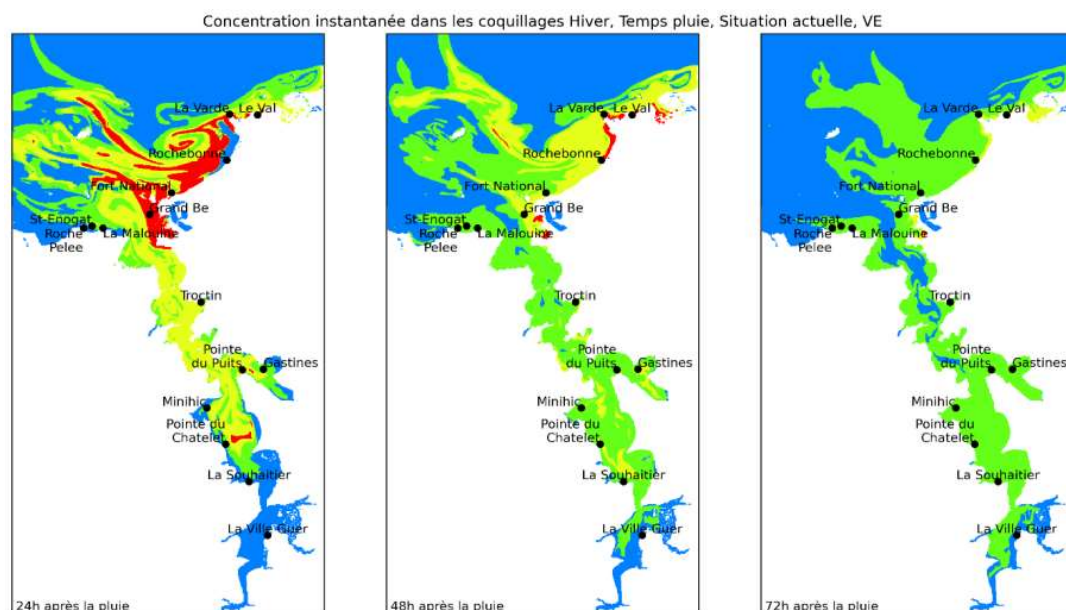 Concentration instantanée dans les coquillages Hiver, Temps pluie, Situation actuelle, VE
La Varde
Le Val
Rochebonne
Fort National
Grand Be
St-Enogat
Roche
Pelee
La Malouine
Troctin
Pointe
du Puits
Gastines
Minihic
Pointe du
Chatelet
La Souhaitier
La Ville Guer
24h après la pluie
La Varde
Le Val
Rochebonne
Fort National
Grand Be
St-Enogat
Roche
Pelee
La Malouine
Troctin
Pointe
du Puits
Gastines
Minihic
Pointe du
Chatelet
La Souhaitier
La Ville Guer
48h après la pluie
La Varde
Le Val
Rochebonne
Fort National
Grand Be
St-Enogat
Roche
Pelee
La Malouine
Troctin
Pointe
du Puits
Gastines
Minihic
Pointe du
Chatelet
La Souhaitier
La Ville Guer
72h après la pluie